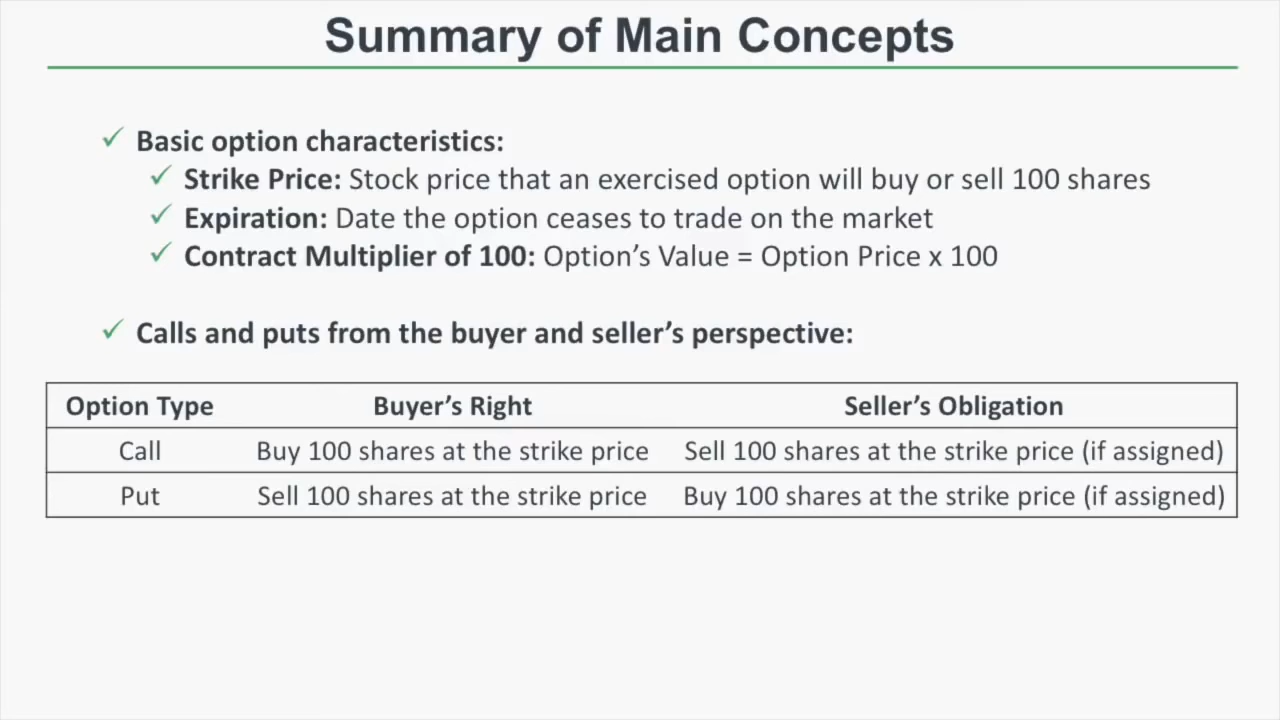 Summary of Main Concepts
✓ Basic option characteristics:
✓ Strike Price: Stock price that an exercised option will buy or sell 100 shares
✓ Expiration: Date the option ceases to trade on the market
✓ Contract Multiplier of 100: Option’s Value = Option Price x 100
✓ Calls and puts from the buyer and seller’s perspective:
Option Type Buyer’s Right Seller’s Obligation
Call Buy 100 shares at the strike price Sell 100 shares at the strike price (if assigned)
Put Sell 100 shares at the strike price Buy 100 shares at the strike price (if assigned)